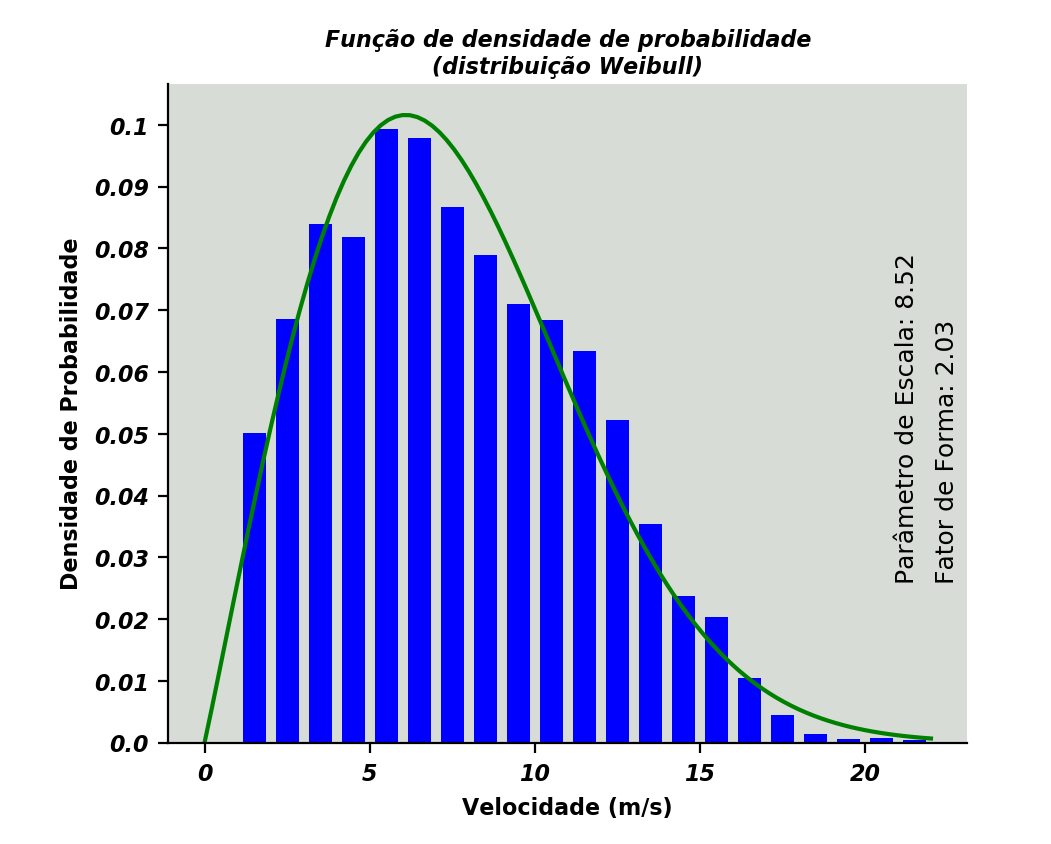 Função de densidade de probabilidade
(distribuição Weibull)
0.1
0.09
0.08
0.07
0.06
0.05
0.04
0.03
0.02
0.01
0.0
Densidade de Probabilidade
Parâmetro de Escala: 8.52
Fator de Forma: 2.03
0
5
10
15
20
Velocidade (m/s)